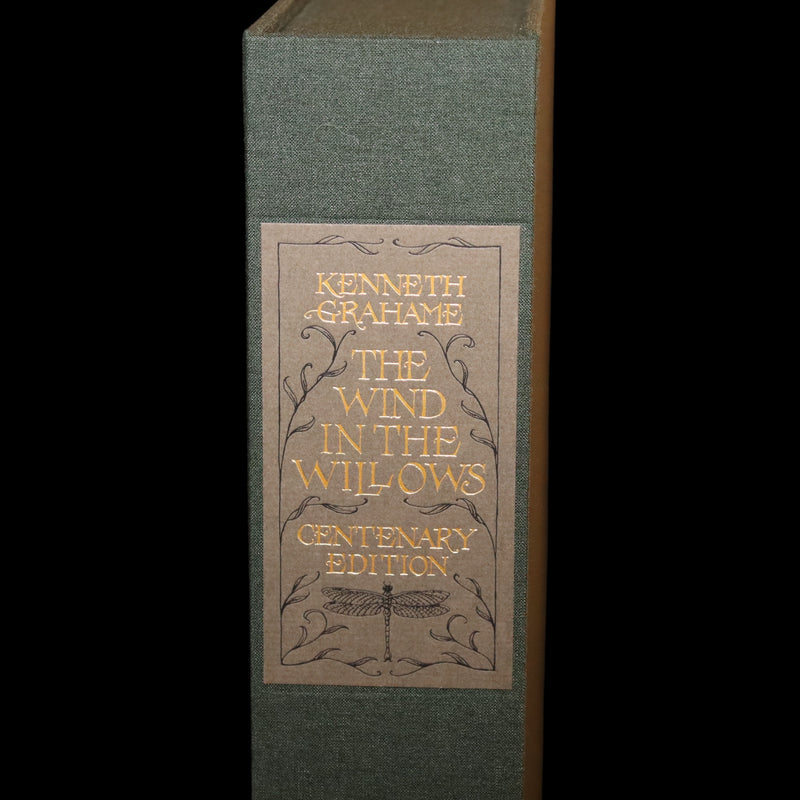 KENNETH
GRAHAME
THE
WIND
IN THE
WILLOWS
CENTENARY
EDITION